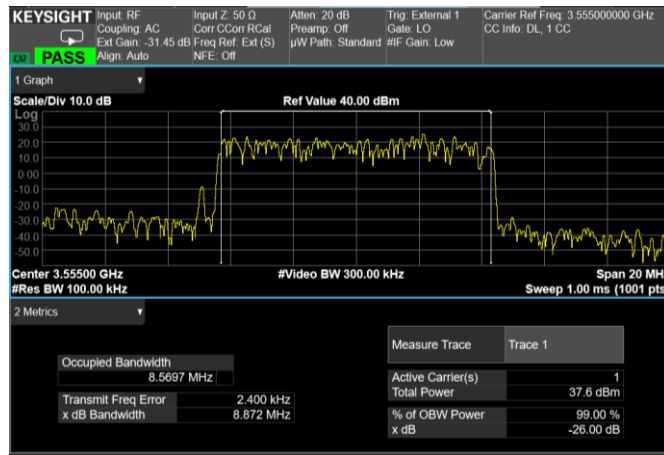 KEYSIGHT
Input: RF
Coupling: AC
Ext Gain: -31.45 dB
Align: Auto
Input Z: 50 Ω
Corr CCorr RCal
Freq Ref: Ext (S)
NFE: Off
Atten: 20 dB
Preamp: Off
µW Path: Standard
Trig: External 1
Gate: LO
#IF Gain: Low
Carrier Ref Freq: 3.555000000 GHz
CC Info: DL, 1 CC
LXI
PASS
1 Graph
Scale/Div 10.0 dB
Ref Value 40.00 dBm
Log
30.0
20.0
10.0
0.00
-10.0
-20.0
-30.0
-40.0
-50.0
Center 3.55500 GHz
#Video BW 300.00 kHz
Span 20 MH
#Res BW 100.00 kHz
Sweep 1.00 ms (1001 pts
2 Metrics
Measure Trace
Trace 1
Occupied Bandwidth
8.5697 MHz
Active Carrier(s)
1
Total Power
37.6 dBm
Transmit Freq Error
2.400 kHz
x dB Bandwidth
8.872 MHz
% of OBW Power
99.00 %
x dB
-26.00 dB